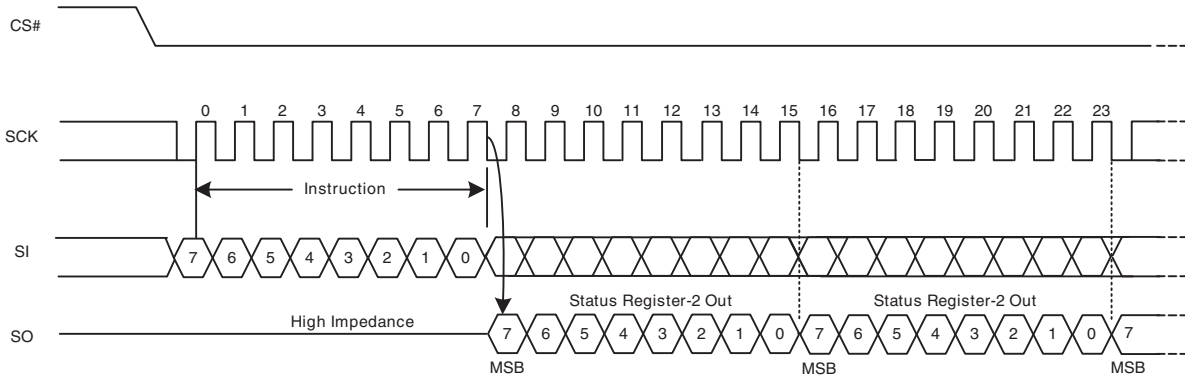 CS#
0 1 2 3 4 5 6 7 8 9 10 11 12 13 14 15 16 17 18 19 20 21 22 23
SCK
Instruction
SI
7 6 5 4 3 2 1 0
Status Register-2 Out Status Register-2 Out
High Impedance
SO
7 6 5 4 3 2 1 0 7 6 5 4 3 2 1 0 7
MSB MSB MSB